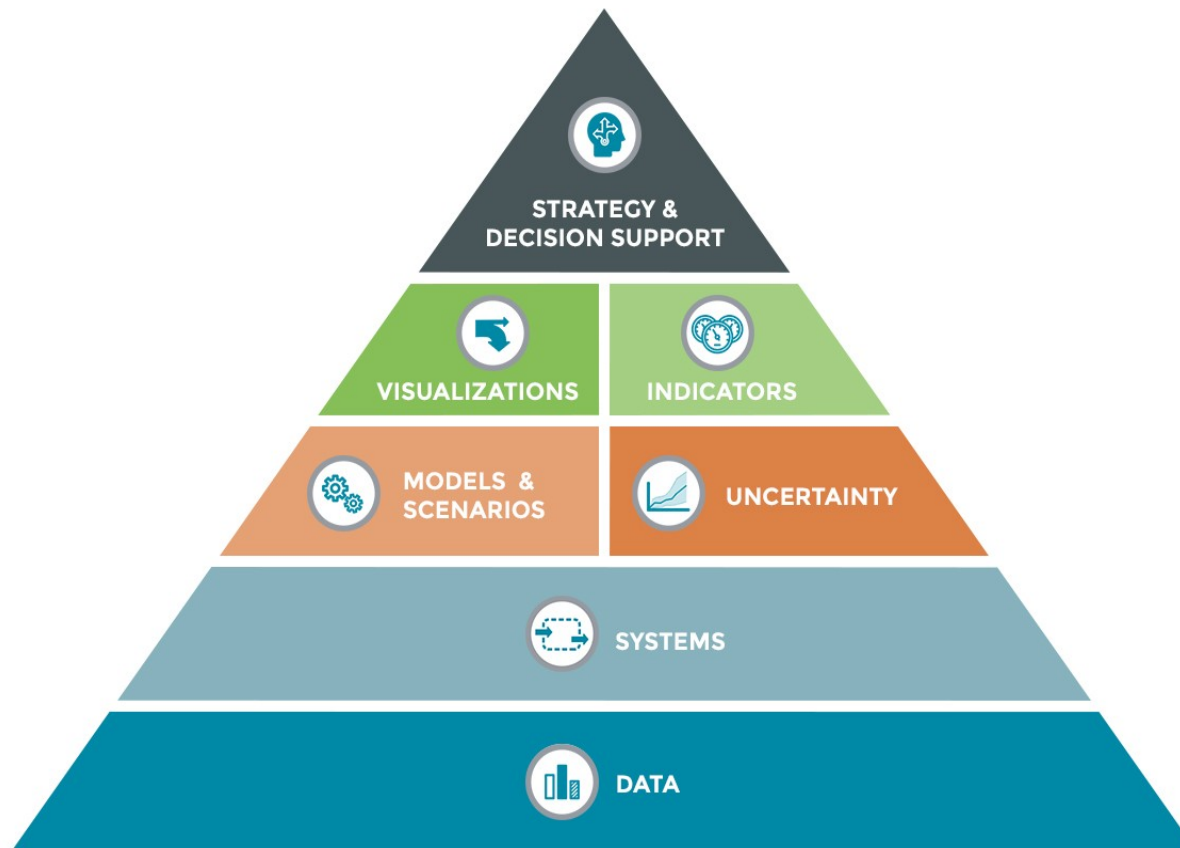 STRATEGY &
DECISION SUPPORT
VISUALIZATIONS
INDICATORS
MODELS &
SCENARIOS
UNCERTAINTY
SYSTEMS
DATA